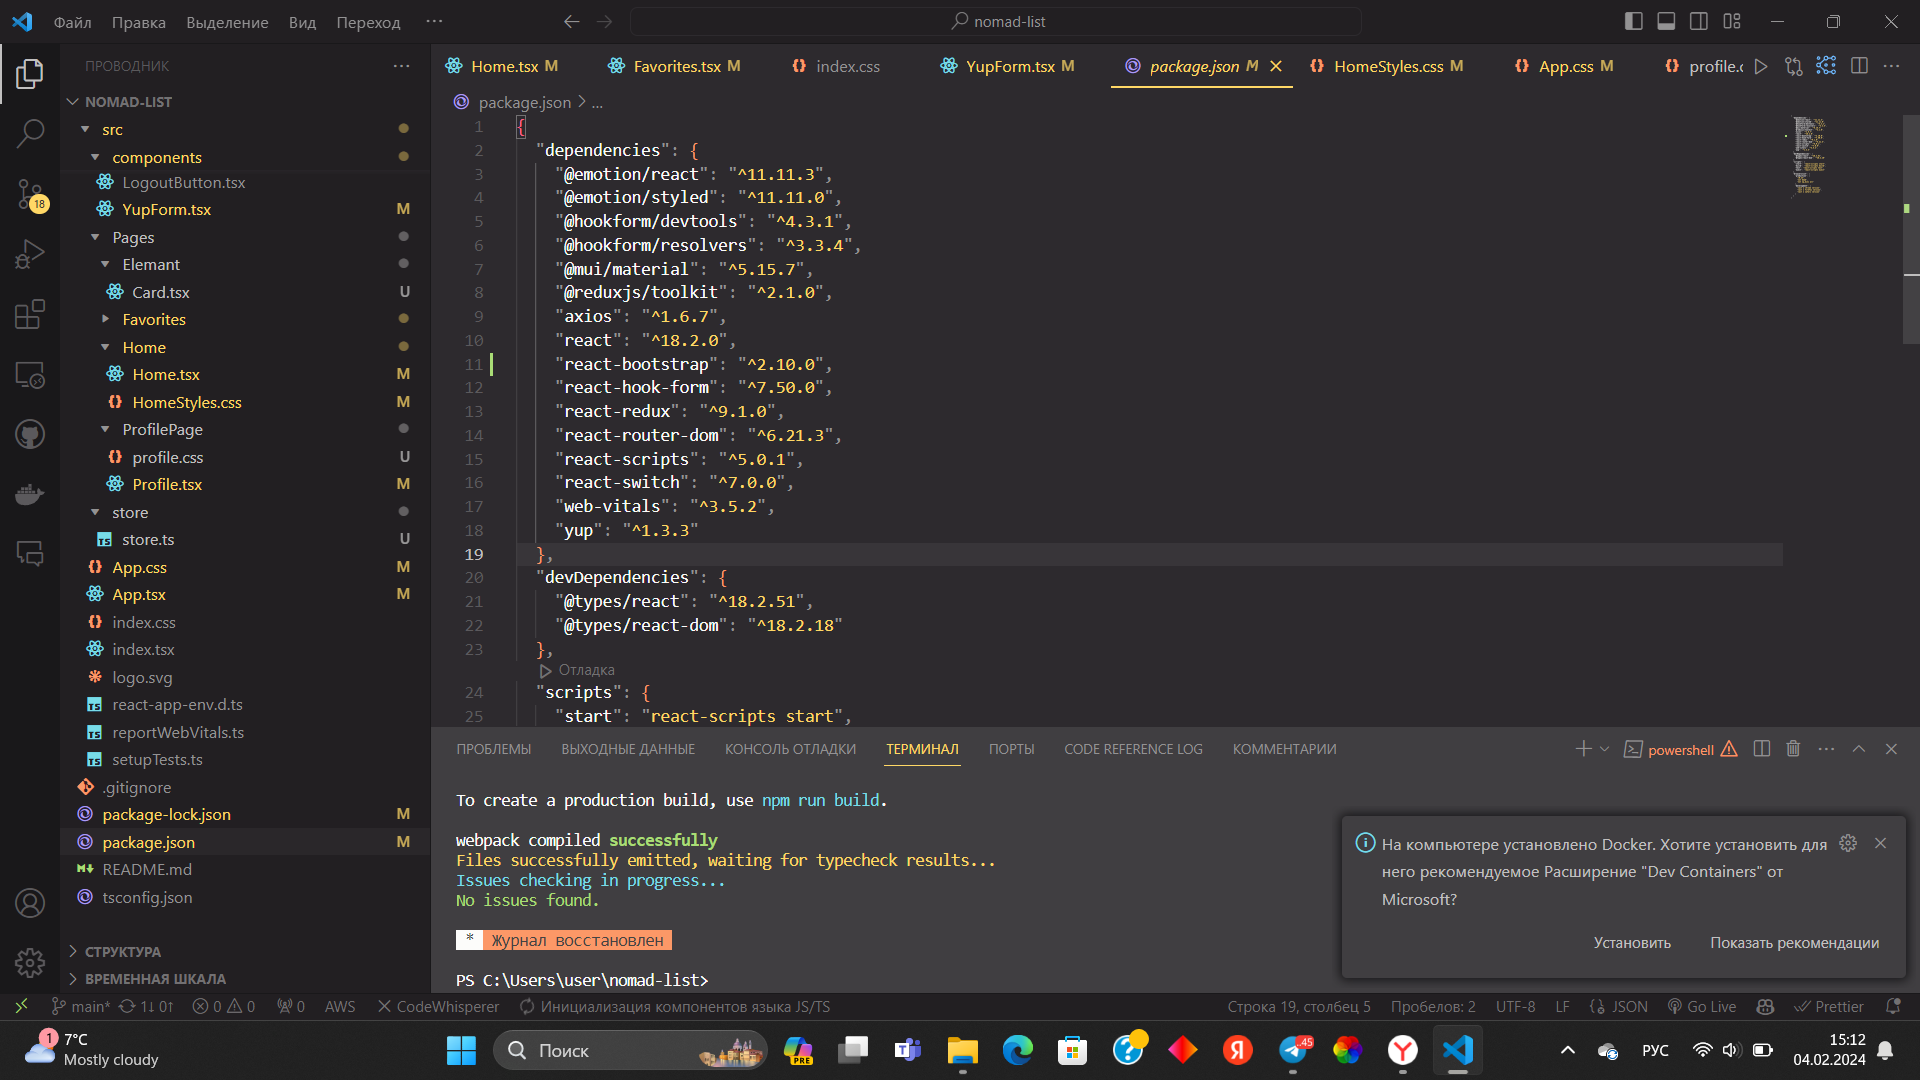 Файл Правка Выделение Вид Переход ···
nomad-list
ПРОВОДНИК
NOMAD-LIST
src
components
LogoutButton.tsx
YupForm.tsx M
Pages
Elemant
Card.tsx U
Favorites
Home
Home.tsx M
HomeStyles.css M
ProfilePage
profile.css U
Profile.tsx M
store
store.ts U
App.css M
App.tsx M
index.css
index.tsx
logo.svg
react-app-env.d.ts
reportWebVitals.ts
setupTests.ts
.gitignore
package-lock.json M
package.json M
README.md
tsconfig.json
СТРУКТУРА
ВРЕМЕННАЯ ШКАЛА
18
Home.tsx M Favorites.tsx M index.css YupForm.tsx M package.json M HomeStyles.css M App.css M profile.c
package.json > ...
1 {
2 "dependencies": {
3 "@emotion/react": "^11.11.3",
4 "@emotion/styled": "^11.11.0",
5 "@hookform/devtools": "^4.3.1",
6 "@hookform/resolvers": "^3.3.4",
7 "@mui/material": "^5.15.7",
8 "@reduxjs/toolkit": "^2.1.0",
9 "axios": "^1.6.7",
10 "react": "^18.2.0",
11 "react-bootstrap": "^2.10.0",
12 "react-hook-form": "^7.50.0",
13 "react-redux": "^9.1.0",
14 "react-router-dom": "^6.21.3",
15 "react-scripts": "^5.0.1",
16 "react-switch": "^7.0.0",
17 "web-vitals": "^3.5.2",
18 "yup": "^1.3.3"
19 },
20 "devDependencies": {
21 "@types/react": "^18.2.51",
22 "@types/react-dom": "^18.2.18"
23 },
Отладка
24 "scripts": {
25 "start": "react-scripts start",
ПРОБЛЕМЫ ВЫХОДНЫЕ ДАННЫЕ КОНСОЛЬ ОТЛАДКИ ТЕРМИНАЛ ПОРТЫ CODE REFERENCE LOG КОММЕНТАРИИ
powershell
To create a production build, use npm run build.
webpack compiled successfully
Files successfully emitted, waiting for typecheck results...
Issues checking in progress...
No issues found.
* Журнал восстановлен
PS C:\Users\user\nomad-list>
На компьютере установлено Docker. Хотите установить для
него рекомендуемое Расширение "Dev Containers" от
Microsoft?
Установить Показать рекомендации
main* 1↓ 0↑ 0 0 0 AWS CodeWhisperer Инициализация компонентов языка JS/TS
Строка 19, столбец 5 Пробелов: 2 UTF-8 LF {} JSON Go Live Prettier
1 7°C
Mostly cloudy
Поиск
PRE
45
РУС
15:12
04.02.2024